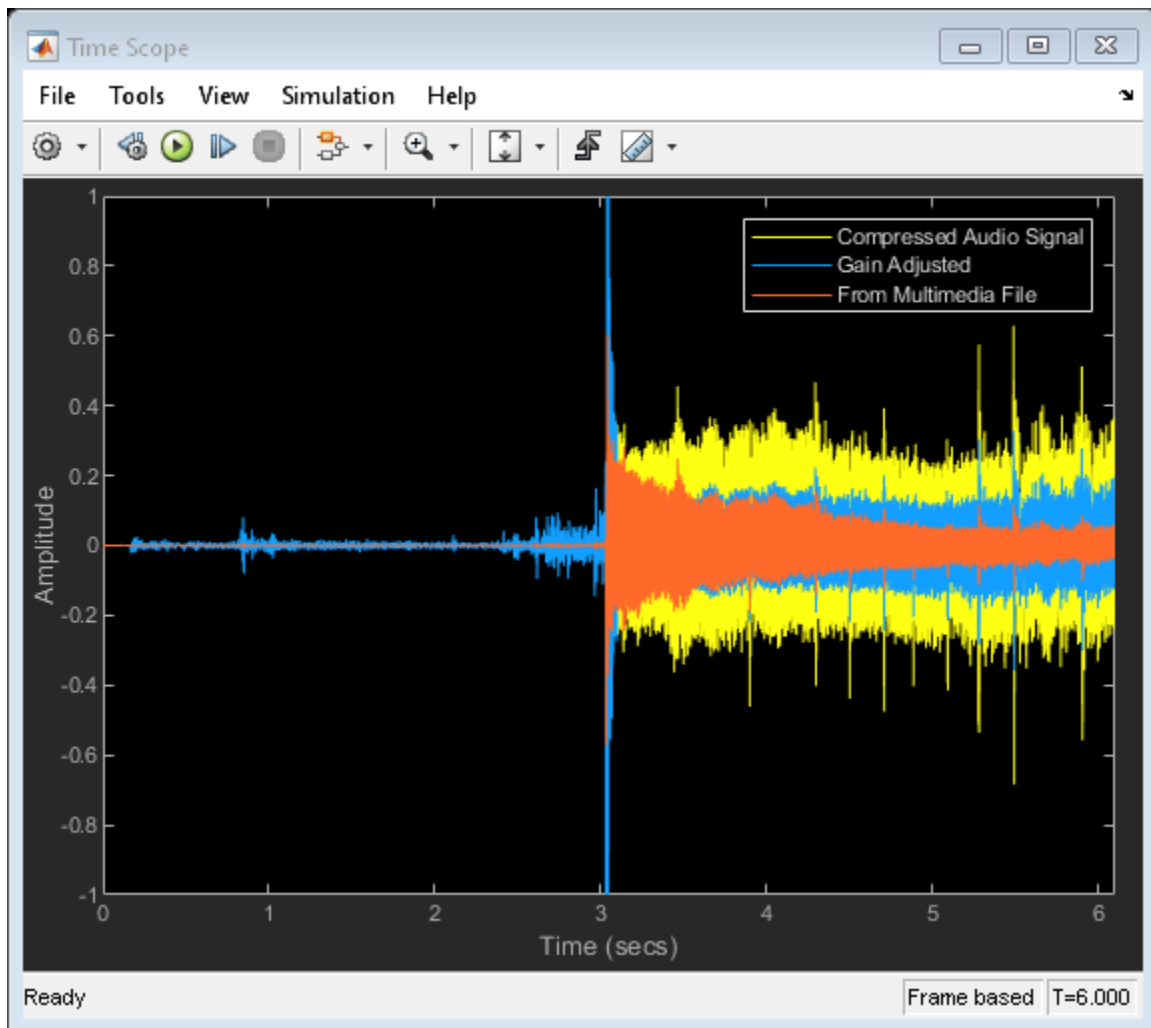 Time Scope
File Tools View Simulation Help
Compressed Audio Signal
Gain Adjusted
From Multimedia File
1
0.8
0.6
0.4
0.2
0
-0.2
-0.4
-0.6
-0.8
-1
Amplitude
0 1 2 3 4 5 6
Time (secs)
Ready Frame based T=6.000